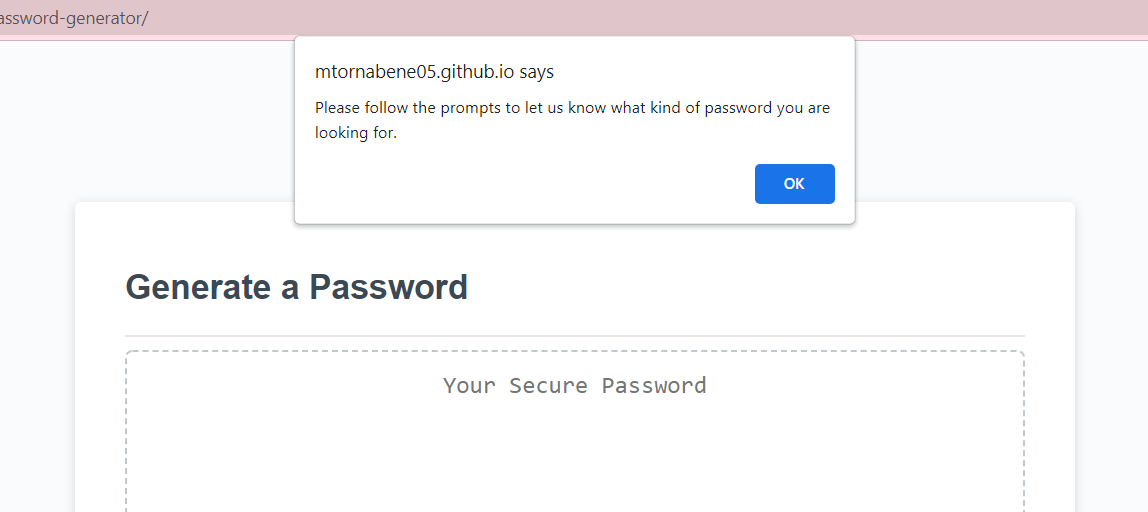 assword-generator/
mtornabene05.github.io says
Please follow the prompts to let us know what kind of password you are
looking for.
OK
Generate a Password
Your Secure Password